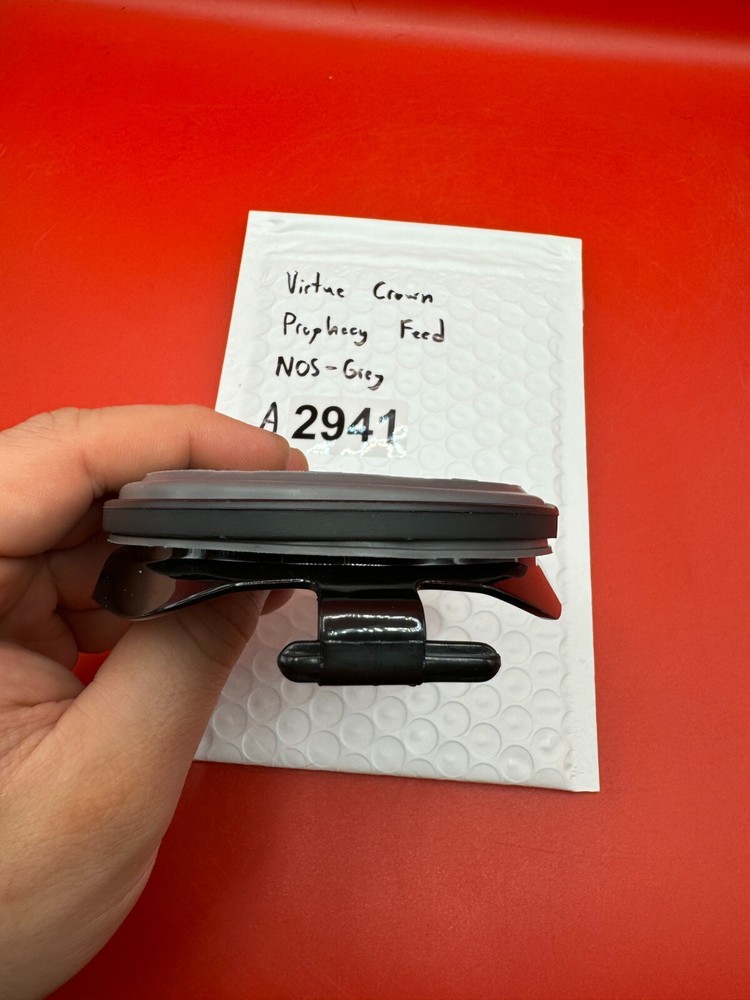 Virtue Crown
Prophecy Feed
NOS-Grey
A 2941